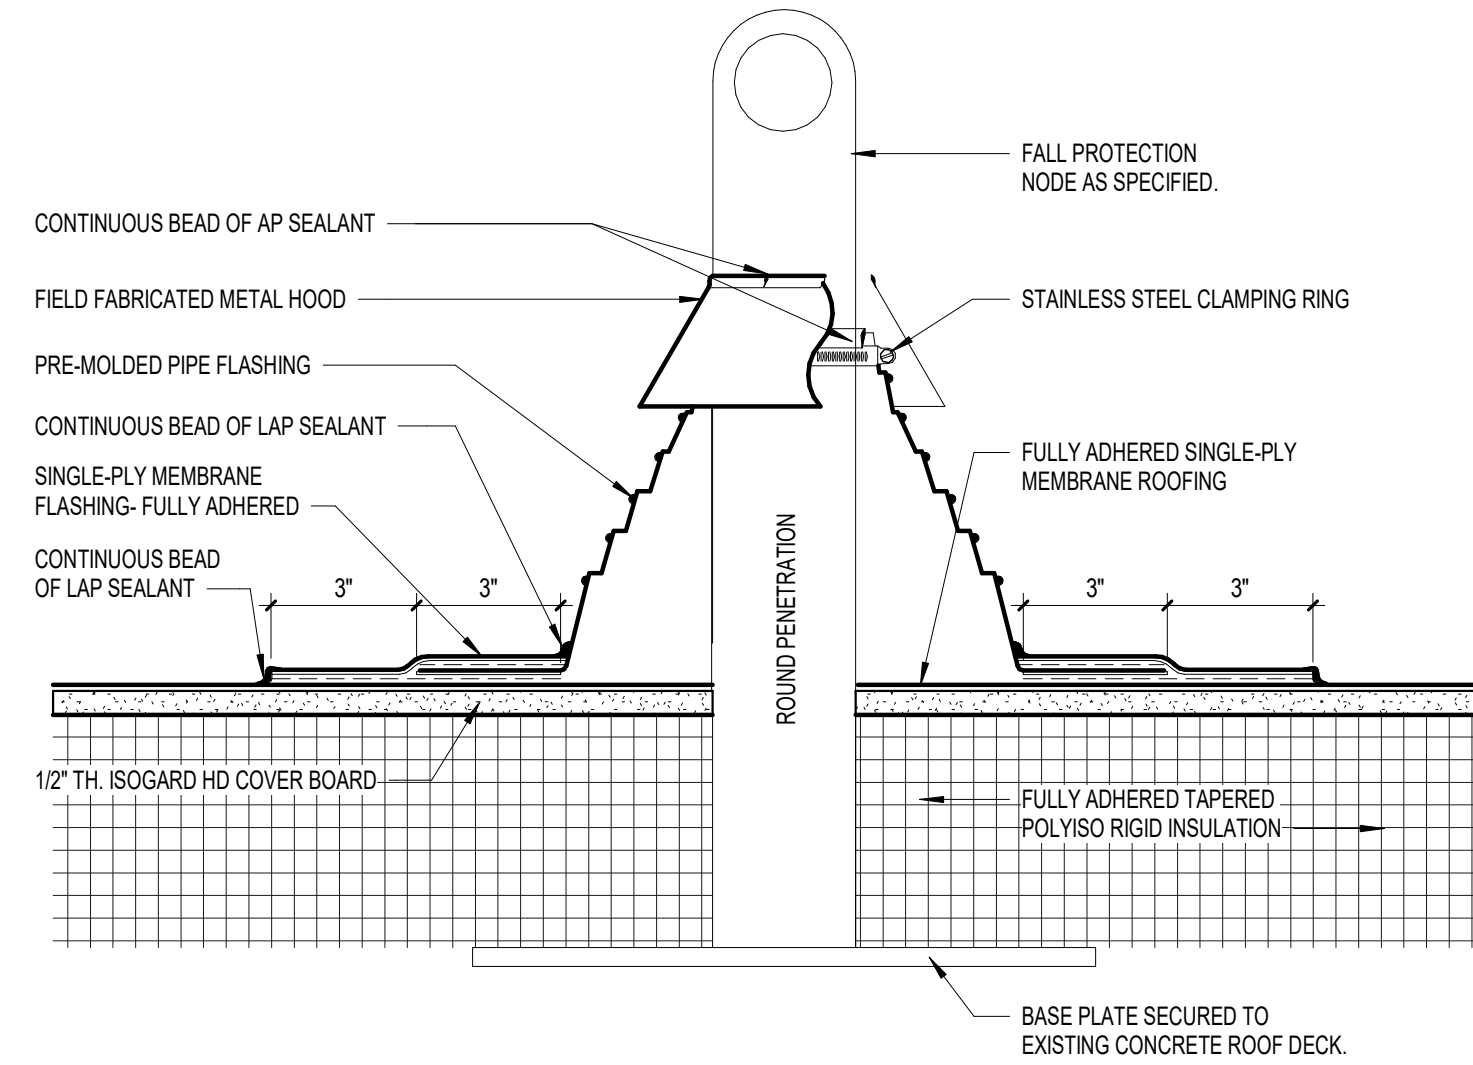 FALL PROTECTION
NODE AS SPECIFIED.
CONTINUOUS BEAD OF AP SEALANT
FIELD FABRICATED METAL HOOD
STAINLESS STEEL CLAMPING RING
PRE-MOLDED PIPE FLASHING
CONTINUOUS BEAD OF LAP SEALANT
FULLY ADHERED SINGLE-PLY
MEMBRANE ROOFING
SINGLE-PLY MEMBRANE
FLASHING- FULLY ADHERED
CONTINUOUS BEAD
OF LAP SEALANT
3"
3"
3"
3"
ROUND PENETRATION
1/2" TH. ISOGARD HD COVER BOARD
FULLY ADHERED TAPERED
POLYISO RIGID INSULATION
BASE PLATE SECURED TO
EXISTING CONCRETE ROOF DECK.